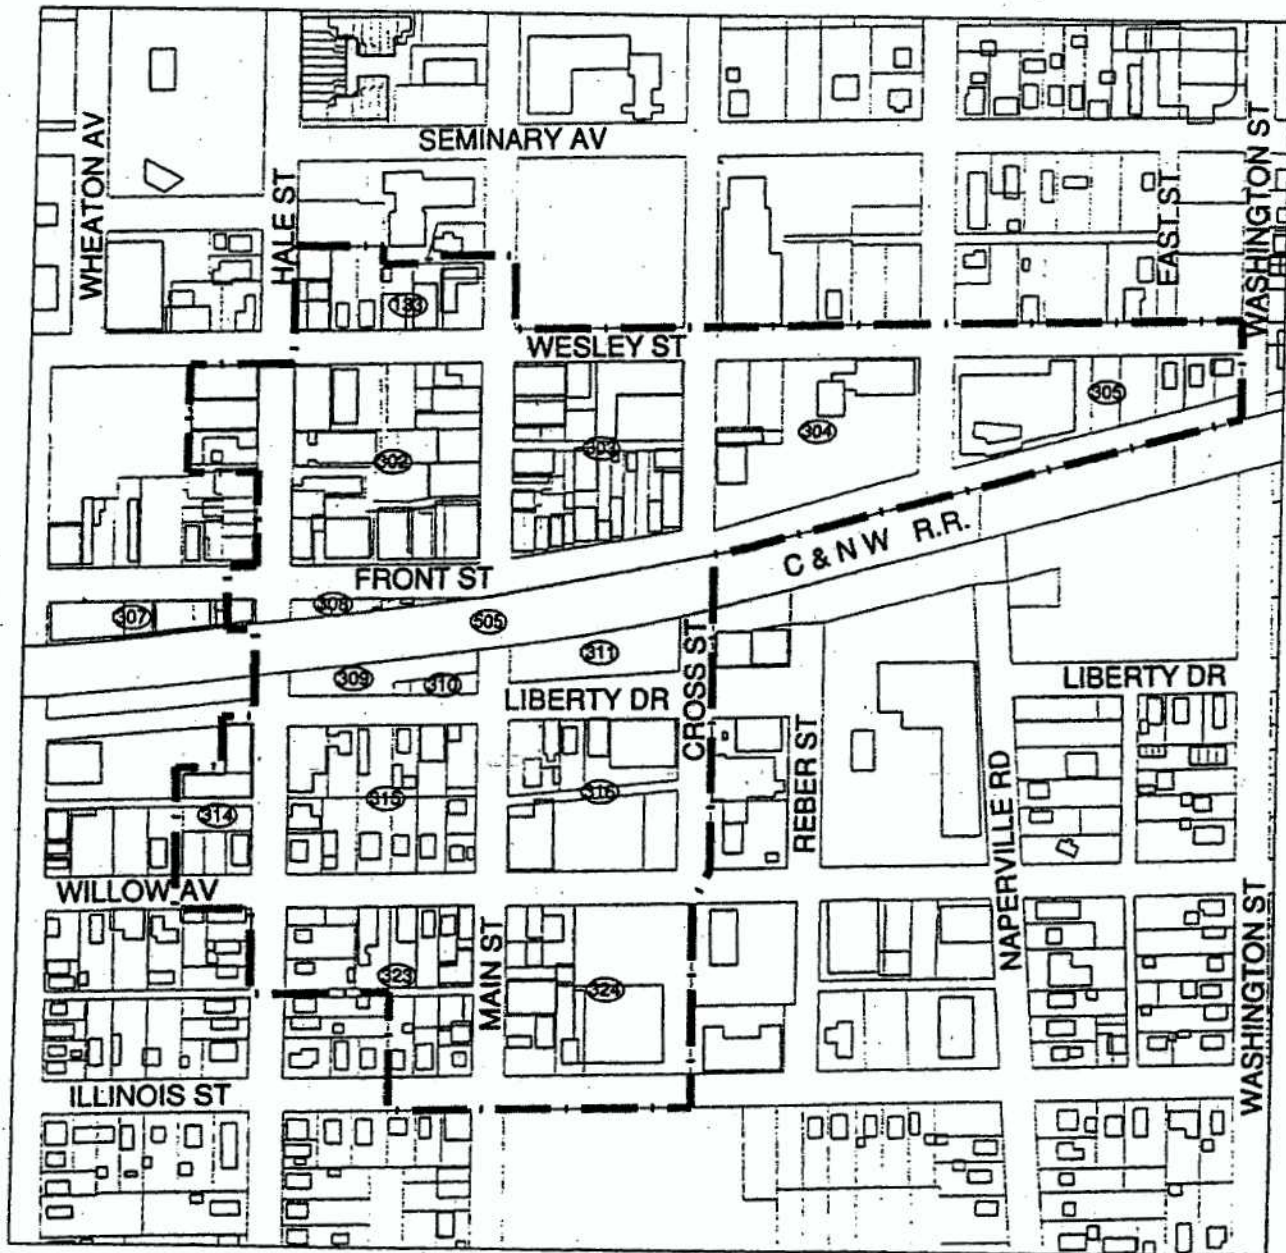 SEMINARY AV
WHEATON AV
HALE ST
EAST ST
WASHINGTON ST
133
WESLEY ST
305
304
303
302
C & N W R.R.
FRONT ST
308
307
505
311
CROSS ST
309
310
LIBERTY DR
LIBERTY DR
REBER ST
NAPERVILLE RD
315
316
314
WILLOW AV
WASHINGTON ST
MAIN ST
323
324
ILLINOIS ST